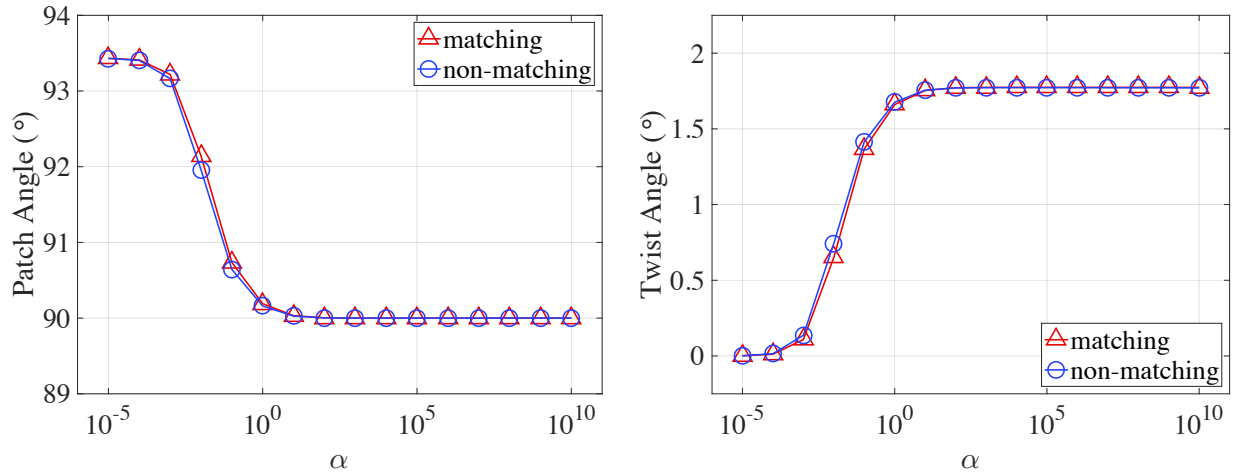 94
93
92
91
90
89
Patch Angle (°)
matching
non-matching
10^-5
10^0
10^5
10^10
α
2
1.5
1
0.5
0
Twist Angle (°)
matching
non-matching
10^-5
10^0
10^5
10^10
α